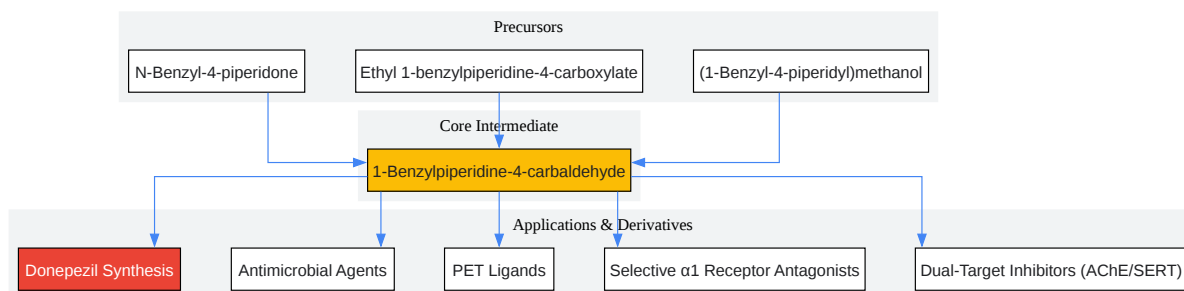 Precursors
N-Benzyl-4-piperidone
Ethyl 1-benzylpiperidine-4-carboxylate
(1-Benzyl-4-piperidyl)methanol
Core Intermediate
1-Benzylpiperidine-4-carbaldehyde
Applications & Derivatives
Donepezil Synthesis
Antimicrobial Agents
PET Ligands
Selective α1 Receptor Antagonists
Dual-Target Inhibitors (AChE/SERT)